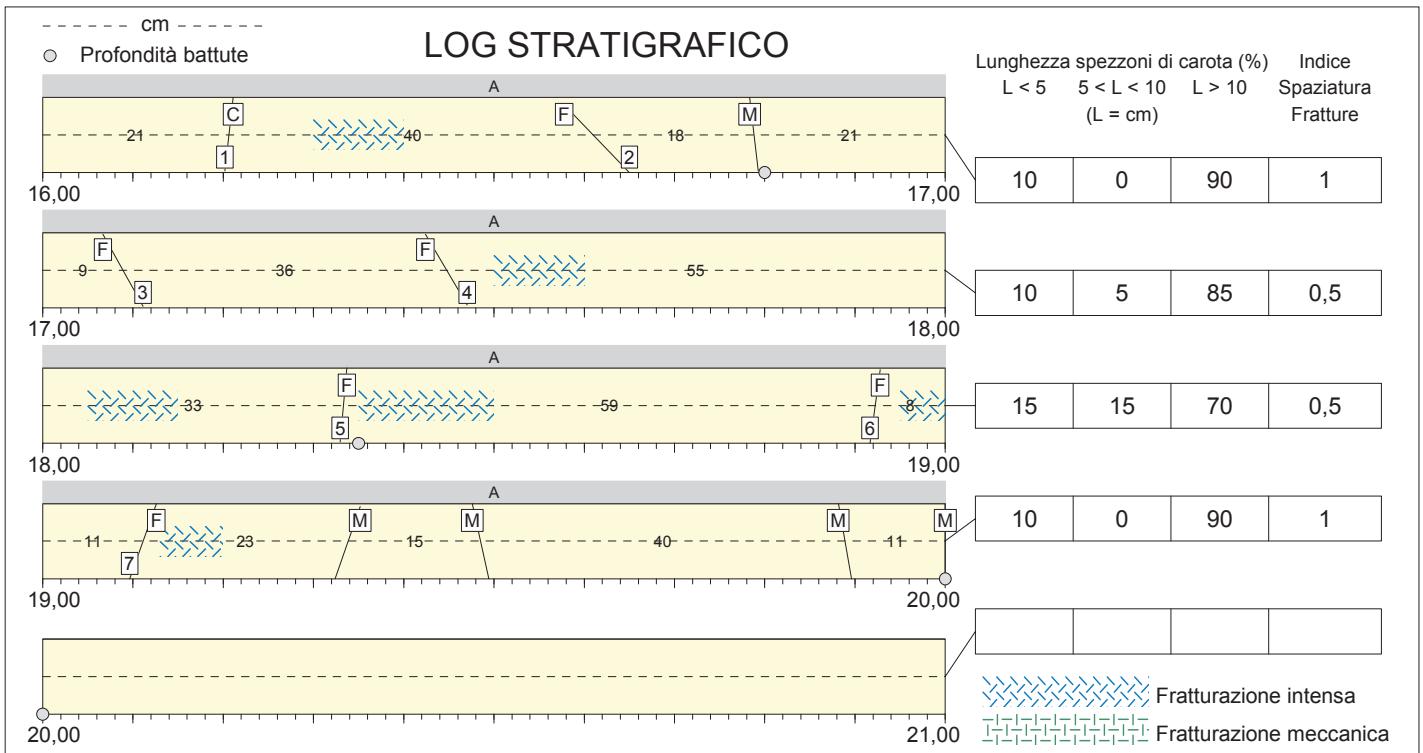 cm
Profondità battute
LOG STRATIGRAFICO
Lunghezza spezzoni di carota (%)
L < 5 5 < L < 10 L > 10
(L = cm)
Indice
Spaziatura
Fratture
A
C F M
21 40 18 21
1 2
16,00 17,00
10 0 90 1
A
F F
9 36 55
3 4
17,00 18,00
10 5 85 0,5
A
F F
33 59 8
5 6
18,00 19,00
15 15 70 0,5
A
F M M M M
11 23 15 40 11
7
19,00 20,00
10 0 90 1
20,00 21,00
Fratturazione intensa
Fratturazione meccanica